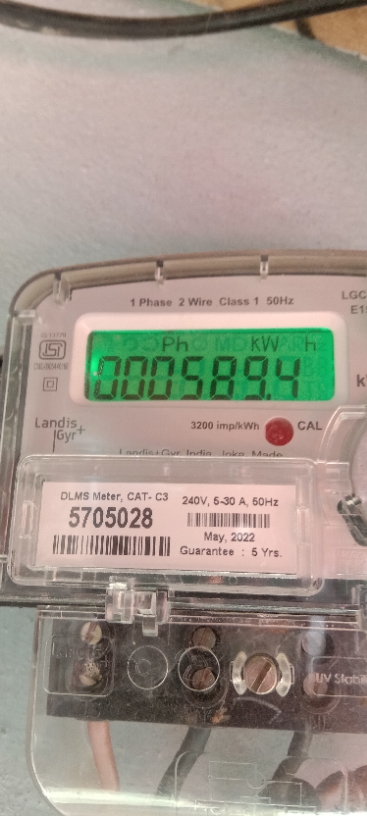 1 Phase 2 Wire Class 1 50Hz
LGC
Ph kW h
000589.4
Landis
Gyr+
3200 imp/kWh CAL
DLMS Meter, CAT- C3 240V, 5-30 A, 50Hz
5705028
May, 2022
Guarantee : 5 Yrs.